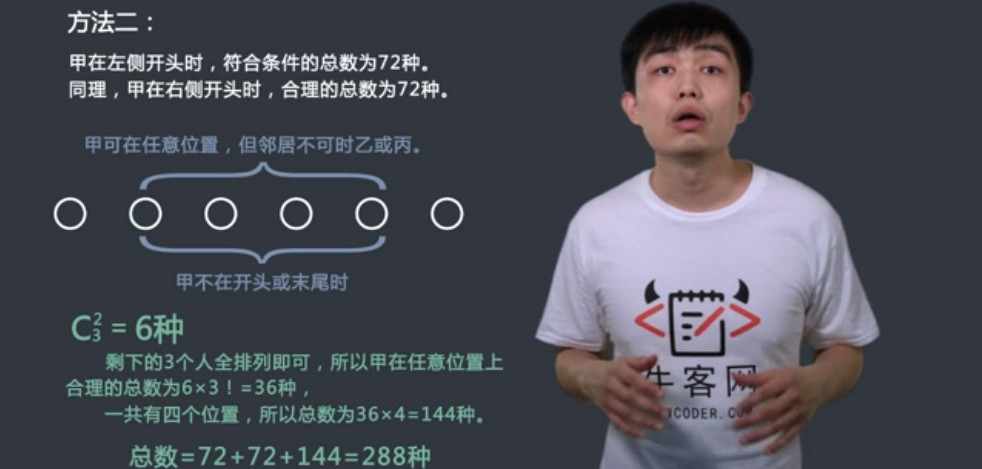 方法二：
甲在左侧开头时，符合条件的总数为72种。
同理，甲在右侧开头时，合理的总数为72种。
甲可在任意位置，但邻居不可时乙或丙。
甲不在开头或末尾时
C²₃ = 6种
剩下的3个人全排列即可，所以甲在任意位置上
合理的总数为6×3！=36种，
一共有四个位置，所以总数为36×4=144种。
总数=72+72+144=288种
牛客网
WCODER.CO